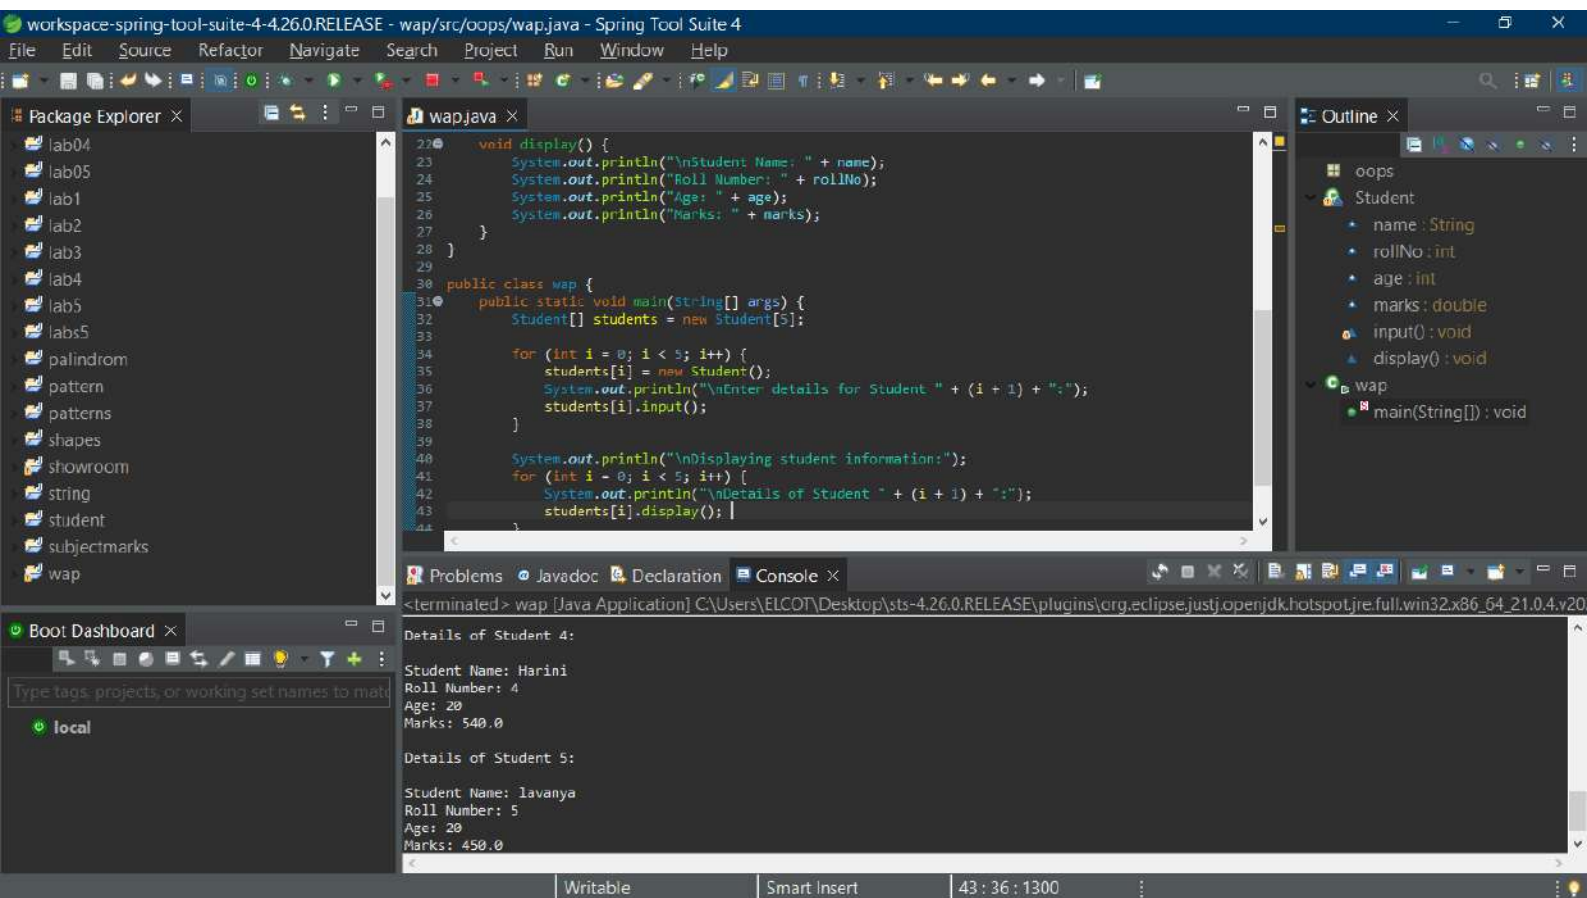 workspace-spring-tool-suite-4-4.26.0.RELEASE - wap/src/oops/wap.java - Spring Tool Suite 4
File Edit Source Refactor Navigate Search Project Run Window Help
Package Explorer
lab04
lab05
lab1
lab2
lab3
lab4
lab5
labs5
palindrom
pattern
patterns
shapes
showroom
string
student
subjectmarks
wap
Boot Dashboard
Type tags, projects, or working set names to matc
local
wap.java
22 void display() {
23 System.out.println("\nStudent Name: " + name);
24 System.out.println("Roll Number: " + rollNo);
25 System.out.println("Age: " + age);
26 System.out.println("Marks: " + marks);
27 }
28 }
29
30 public class wap {
31 public static void main(String[] args) {
32 Student[] students = new Student[5];
33
34 for (int i = 0; i < 5; i++) {
35 students[i] = new Student();
36 System.out.println("\nEnter details for Student " + (i + 1) + ":");
37 students[i].input();
38 }
39
40 System.out.println("\nDisplaying student information:");
41 for (int i = 0; i < 5; i++) {
42 System.out.println("\nDetails of Student " + (i + 1) + ":");
43 students[i].display();
44 }
Outline
oops
Student
name : String
rollNo : int
age : int
marks : double
input() : void
display() : void
wap
main(String[]) : void
Problems Javadoc Declaration Console
<terminated> wap [Java Application] C:\Users\ELCOT\Desktop\sts-4.26.0.RELEASE\plugins\org.eclipse.justj.openjdk.hotspot.jre.full.win32.x86_64_21.0.4.v20
Details of Student 4:
Student Name: Harini
Roll Number: 4
Age: 20
Marks: 540.0
Details of Student 5:
Student Name: lavanya
Roll Number: 5
Age: 20
Marks: 450.0
Writable Smart Insert 43 : 36 : 1300